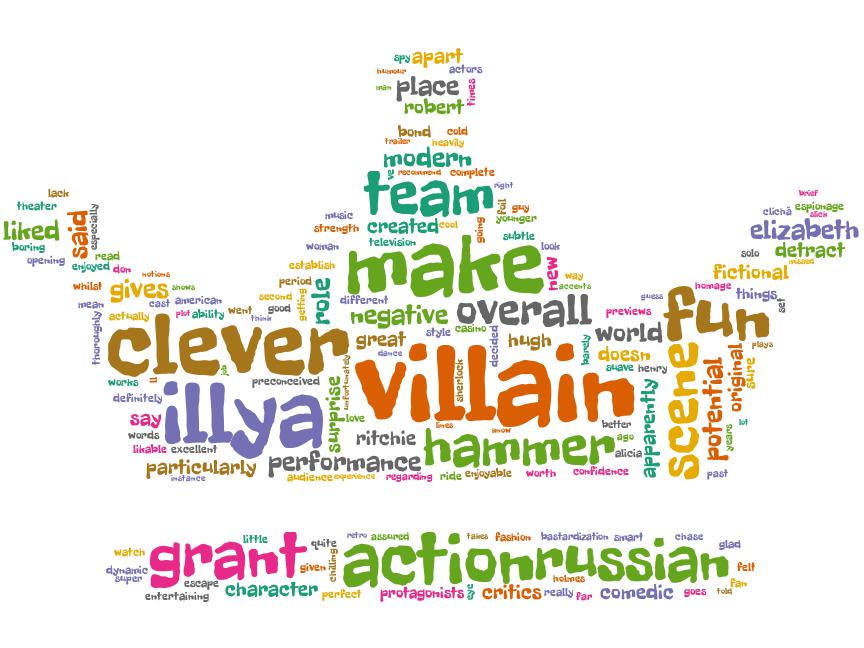 spy apart
humour actors
man place times
robert
bond cold
trailer heavily
modern
ve recommend complete
lack team right brief
theater clichã espionage
slick
liked said especially music foil guy elizabeth
younger
boring strength created cool going subtle detract
opening read woman television look solo missed
enjoyed don establish make new way fictional
notions accents
whilst gives shows period role homage things
mean cast american second getting different guess set
actually plot ability went good negative overall previews fun
think
thoroughly clever great style casino decided hugh world plays
dance barely doesn
works preconceived unfortunately villain sherlock suave henry scene potential original sure
definitely illya surprise love better
say lines know apparently lot
words ritchie hammer ago years
likable excellent alicia
particularly performance audience experience regarding ride enjoyable worth confidence past
instance
little quite retro assured takes fashion bastardization smart chase glad
watch grant chilling actionrussian
dynamic given felt
super holmes fan
escape character perfect protagonists eye critics really far comedic goes told
entertaining